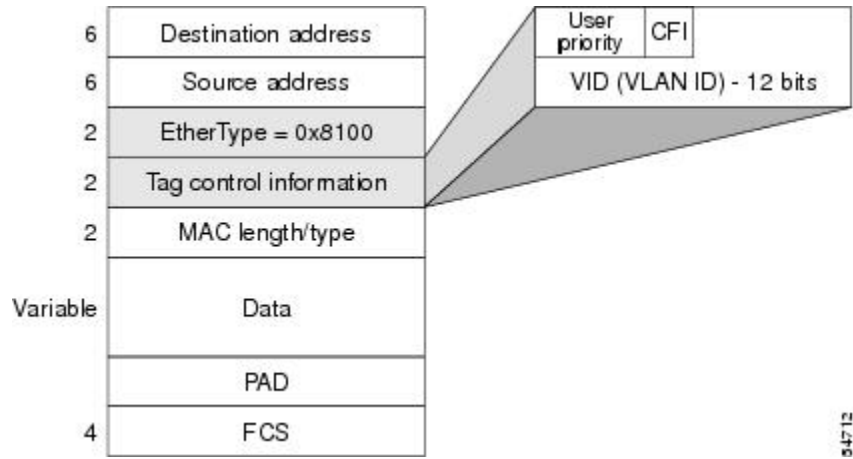 6 Destination address
6 Source address
2 EtherType = 0x8100
2 Tag control information
2 MAC length/type
Variable Data
PAD
4 FCS
User
priority
CFI
VID (VLAN ID) - 12 bits
54712